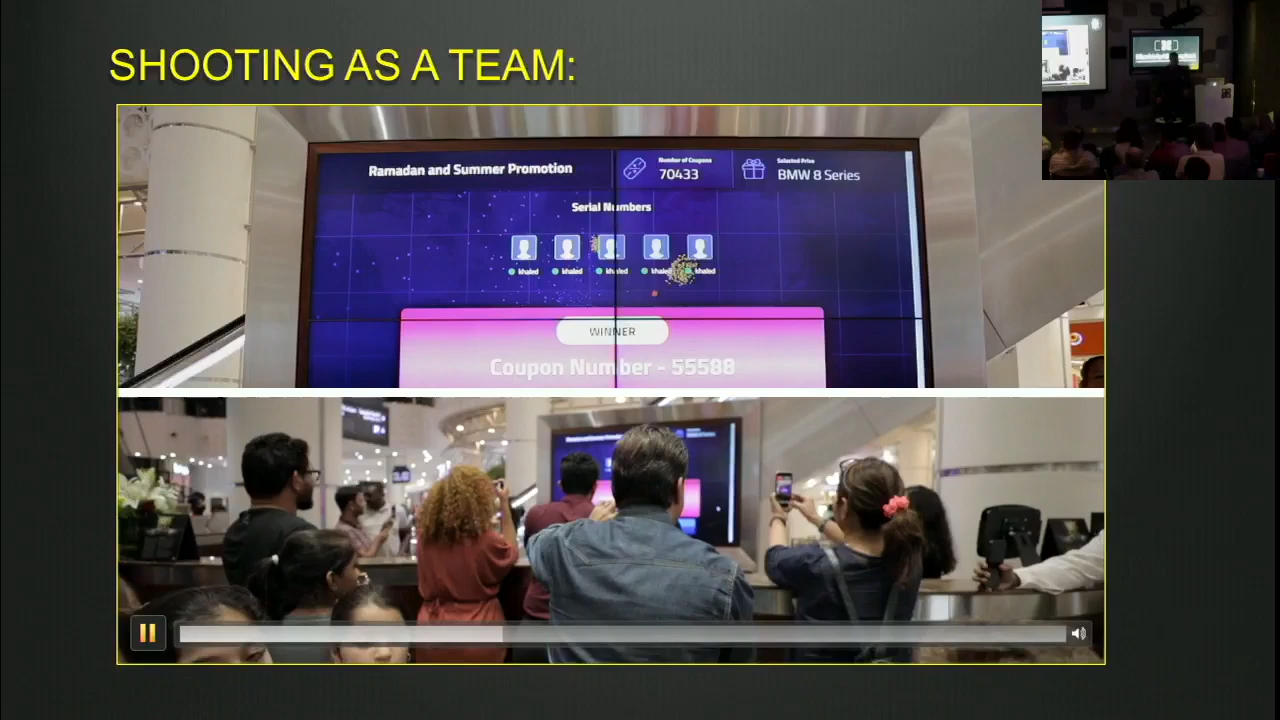 SHOOTING AS A TEAM:
Ramadan and Summer Promotion
Number of Coupons
70433
Selected Prize
BMW 8 Series
Serial Numbers
khaled khaled khaled khaled khaled
WINNER
Coupon Number - 55588